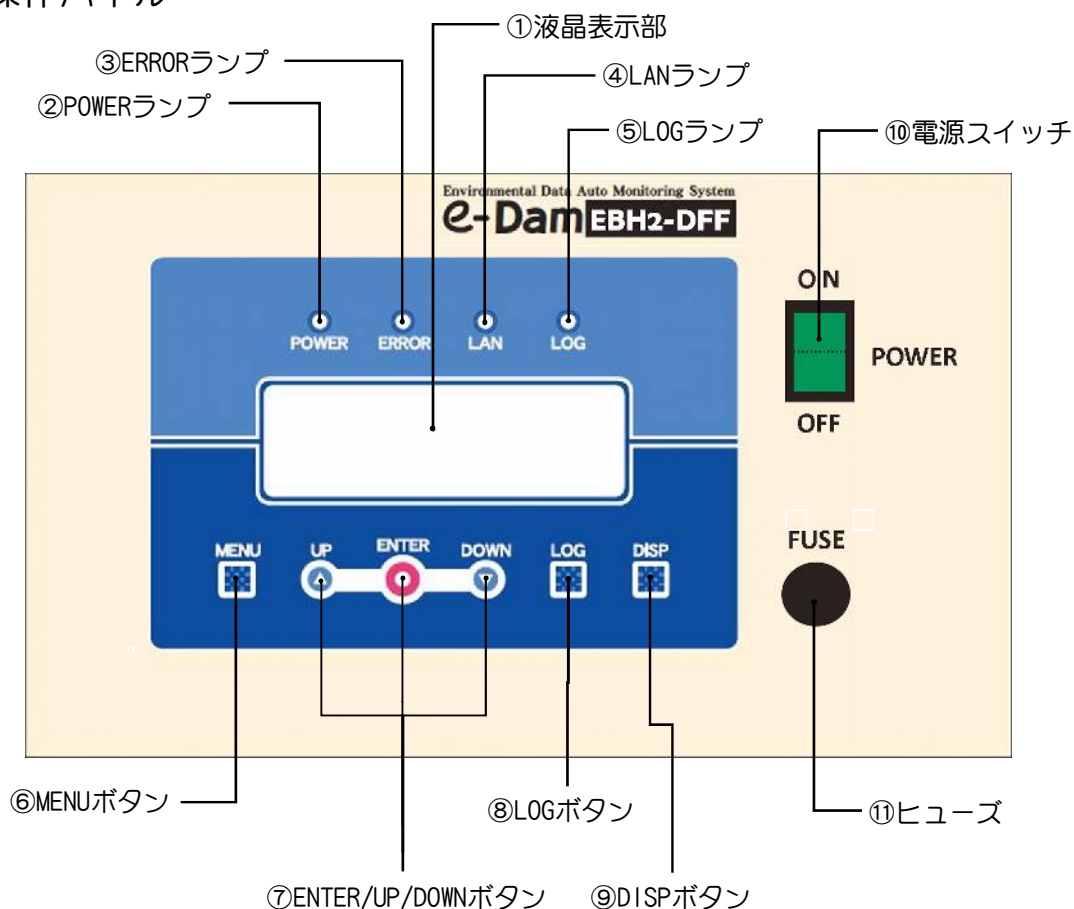 ①液晶表示部
③ERRORランプ
④LANランプ
②POWERランプ
⑤LOGランプ
⑩電源スイッチ
Environmental Data Auto Monitoring System
e-Dam EBH2-DFF
ON
POWER
ERROR
LAN
LOG
POWER
OFF
FUSE
MENU
UP
ENTER
DOWN
LOG
DISP
⑥MENUボタン
⑧LOGボタン
⑪ヒューズ
⑦ENTER/UP/DOWNボタン
⑨DISPボタン